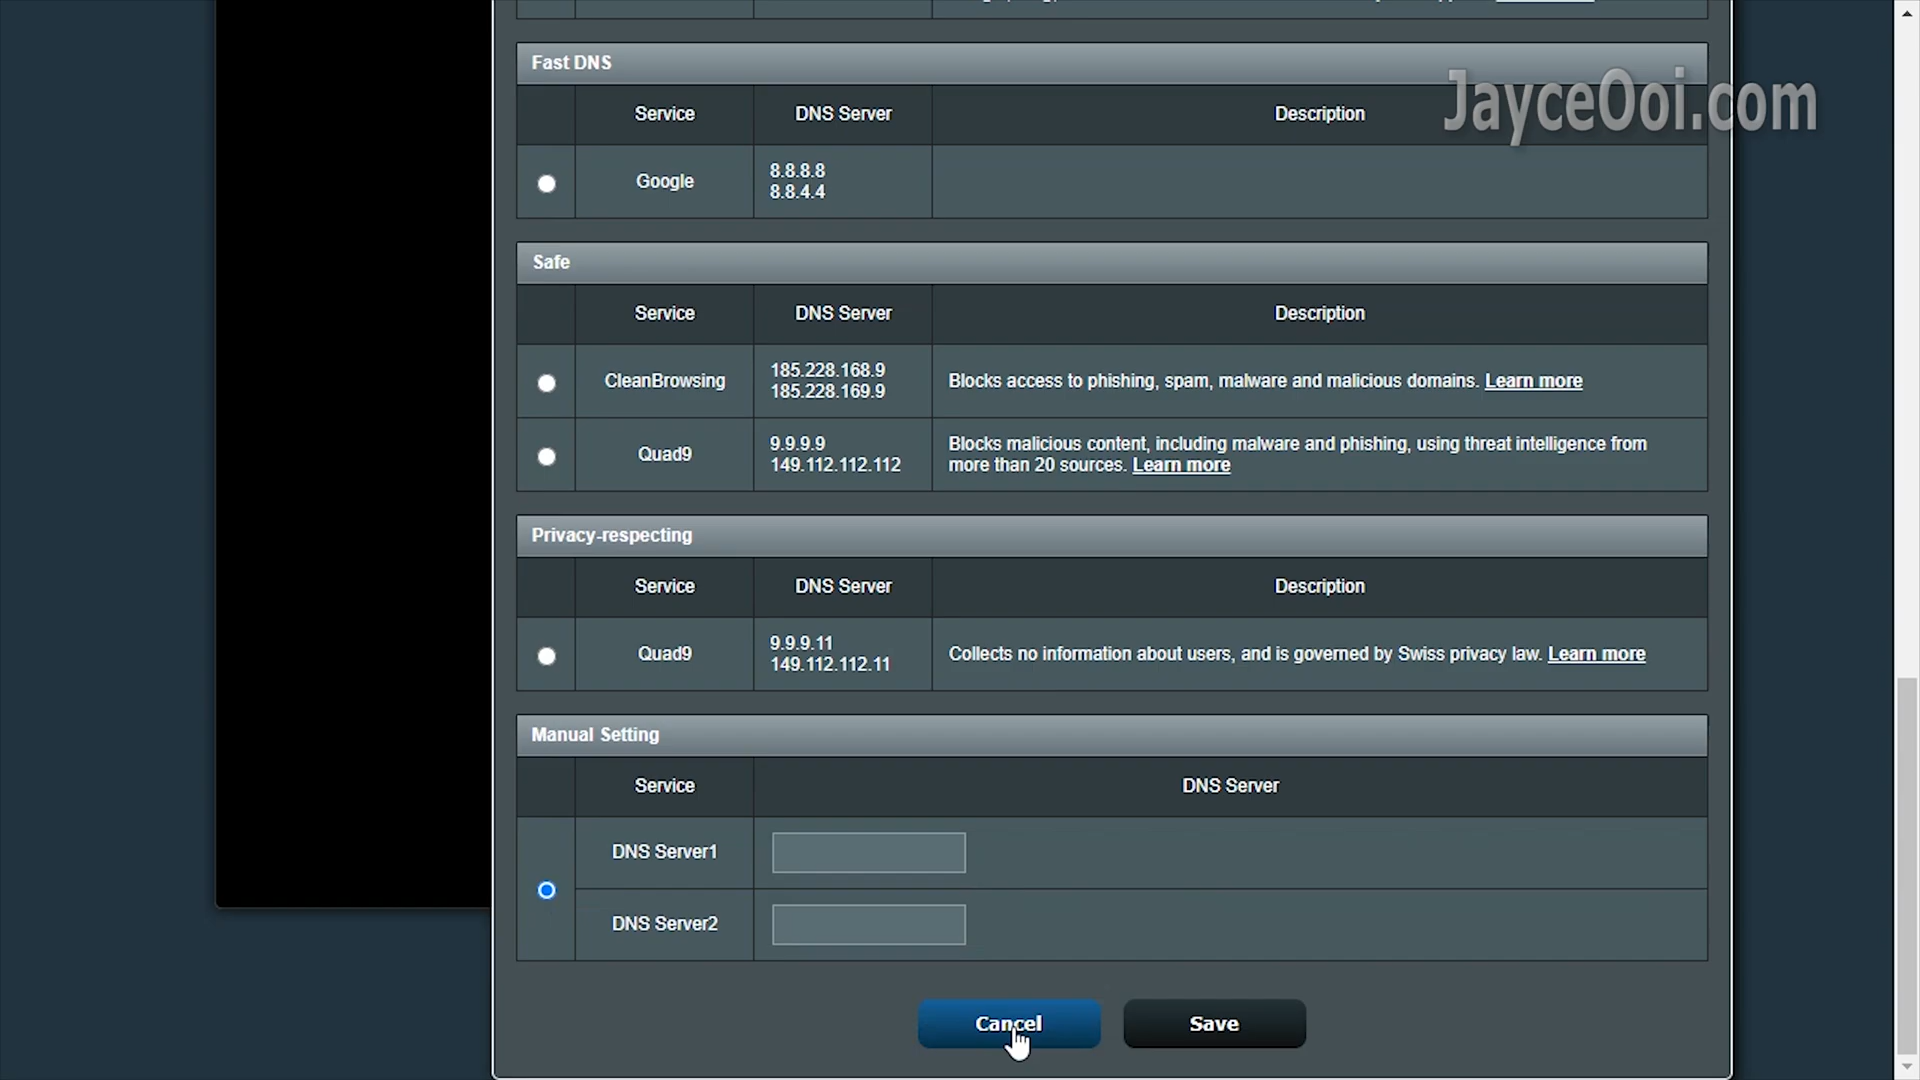 Fast DNS
JayceOoi.com
Service DNS Server Description
Google 8.8.8.8
8.8.4.4
Safe
Service DNS Server Description
CleanBrowsing 185.228.168.9
185.228.169.9
Blocks access to phishing, spam, malware and malicious domains. Learn more
Quad9 9.9.9.9
149.112.112.112
Blocks malicious content, including malware and phishing, using threat intelligence from
more than 20 sources. Learn more
Privacy-respecting
Service DNS Server Description
Quad9 9.9.9.11
149.112.112.11
Collects no information about users, and is governed by Swiss privacy law. Learn more
Manual Setting
Service DNS Server
DNS Server1
DNS Server2
Cancel Save